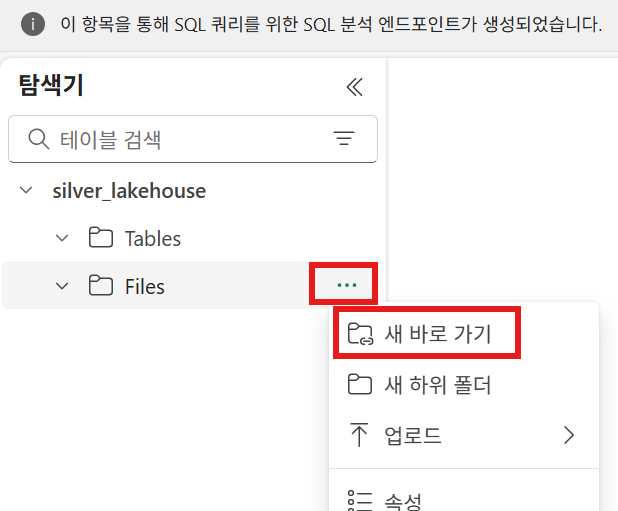 이 항목을 통해 SQL 쿼리를 위한 SQL 분석 엔드포인트가 생성되었습니다.
탐색기
테이블 검색
silver_lakehouse
Tables
Files
새 바로 가기
새 하위 폴더
업로드
속성